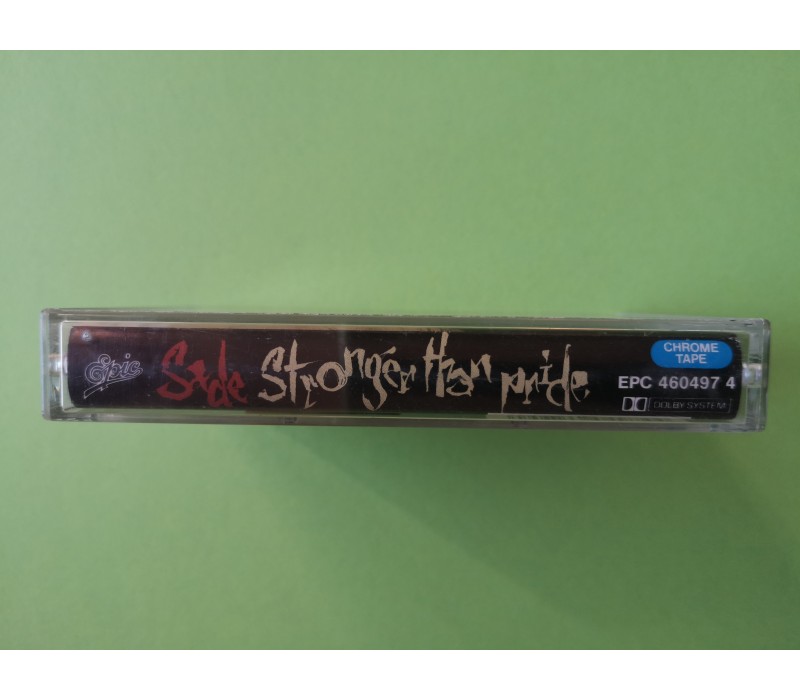 Epic
Sade Stronger than pride
CHROME
TAPE
EPC 460497 4
DOLBY SYSTEM